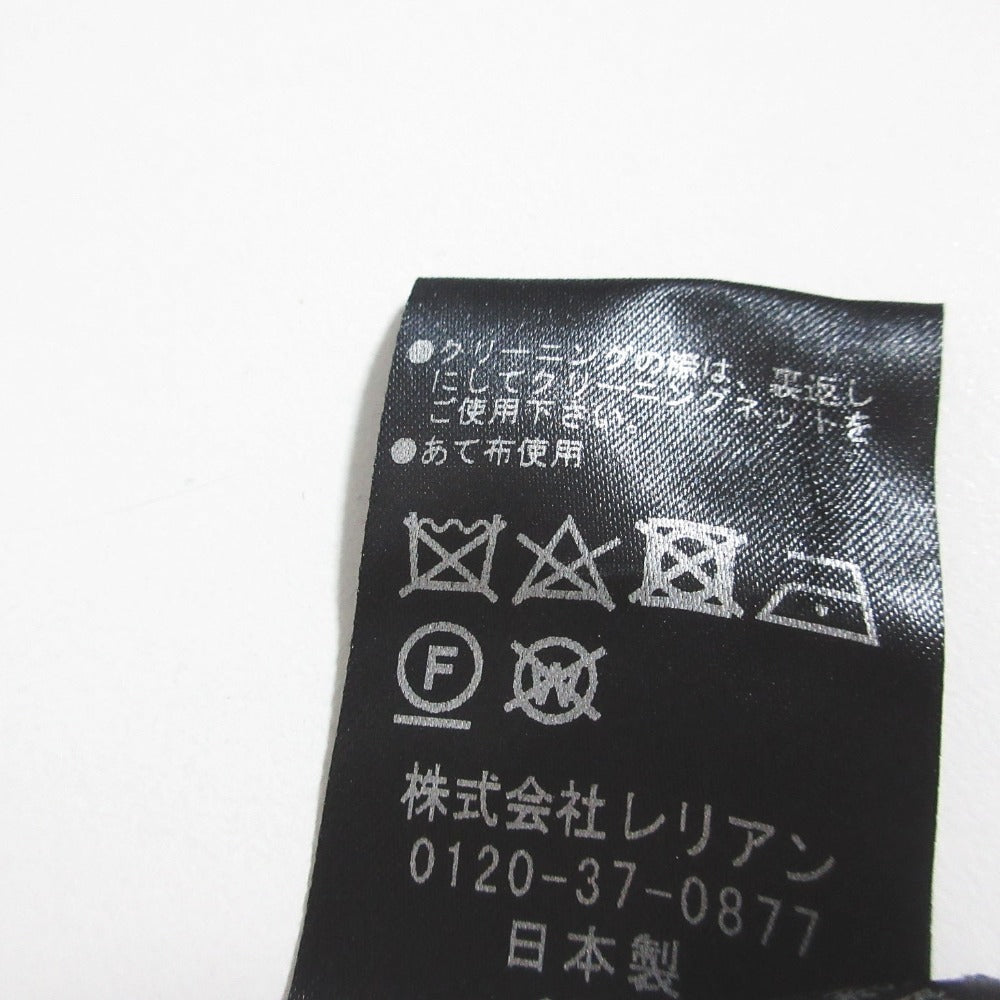 ●クリーニングの際は、裏返し
にしてクリーニングネットを
ご使用下さい。
●あて布使用
F W
株式会社レリアン
0120-37-0877
日本製